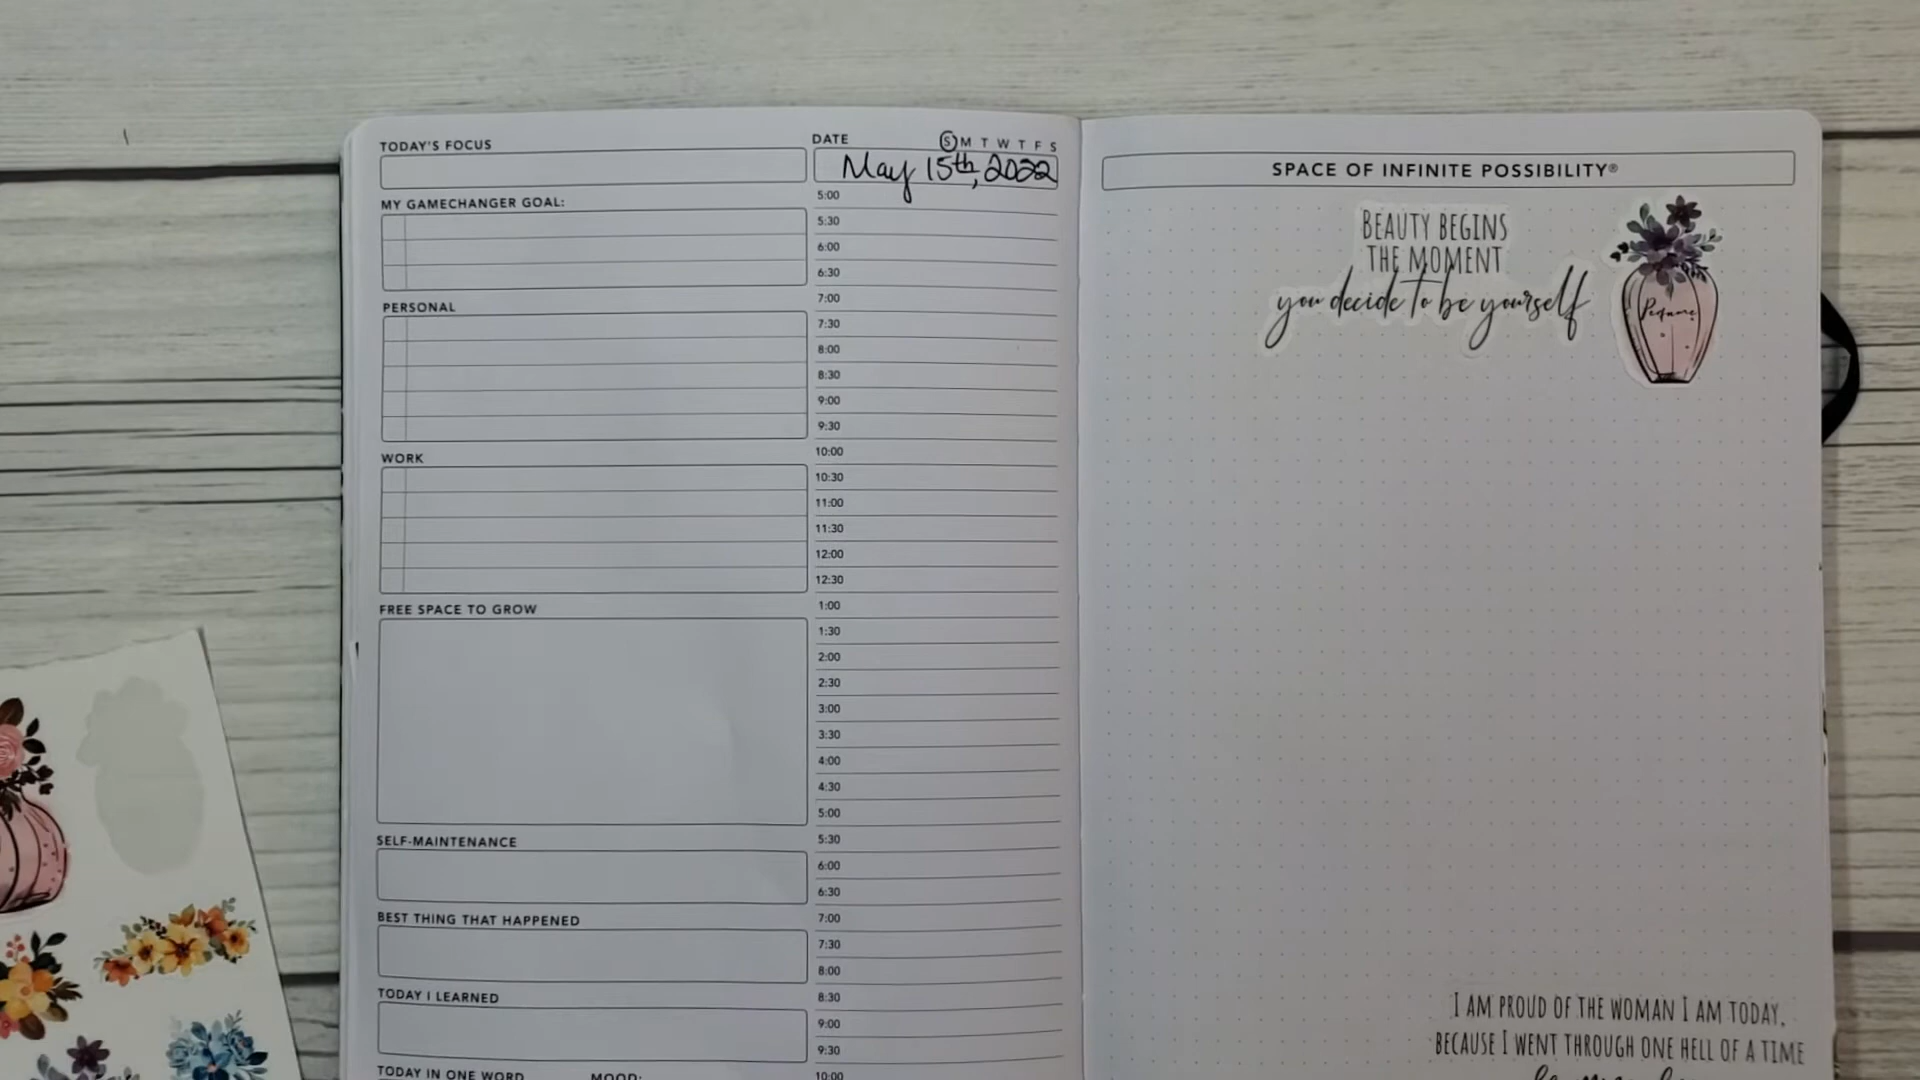 TODAY'S FOCUS
MY GAMECHANGER GOAL:
PERSONAL
WORK
FREE SPACE TO GROW
SELF-MAINTENANCE
BEST THING THAT HAPPENED
TODAY I LEARNED
TODAY IN ONE WORD MOOD:
DATE S M T W T F S
May 15th, 2022
5:00
5:30
6:00
6:30
7:00
7:30
8:00
8:30
9:00
9:30
10:00
10:30
11:00
11:30
12:00
12:30
1:00
1:30
2:00
2:30
3:00
3:30
4:00
4:30
5:00
5:30
6:00
6:30
7:00
7:30
8:00
8:30
9:00
9:30
10:00
SPACE OF INFINITE POSSIBILITY®
BEAUTY BEGINS
THE MOMENT
you decide to be yourself
Perfume
I AM PROUD OF THE WOMAN I AM TODAY,
BECAUSE I WENT THROUGH ONE HELL OF A TIME